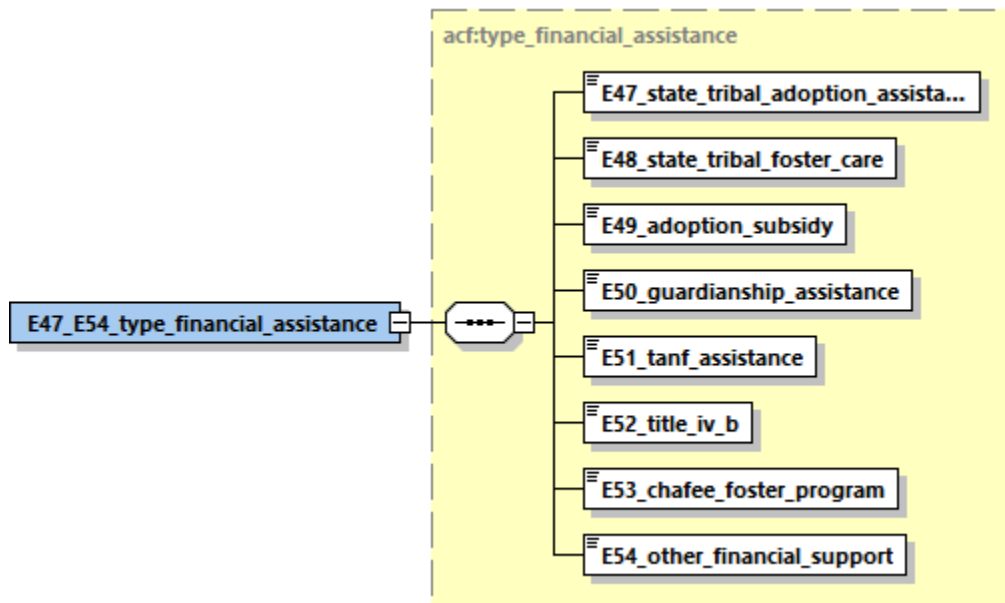 acf:type_financial_assistance
E47_state_tribal_adoption_assista...
E48_state_tribal_foster_care
E49_adoption_subsidy
E50_guardianship_assistance
E47_E54_type_financial_assistance
E51_tanf_assistance
E52_title_iv_b
E53_chafee_foster_program
E54_other_financial_support